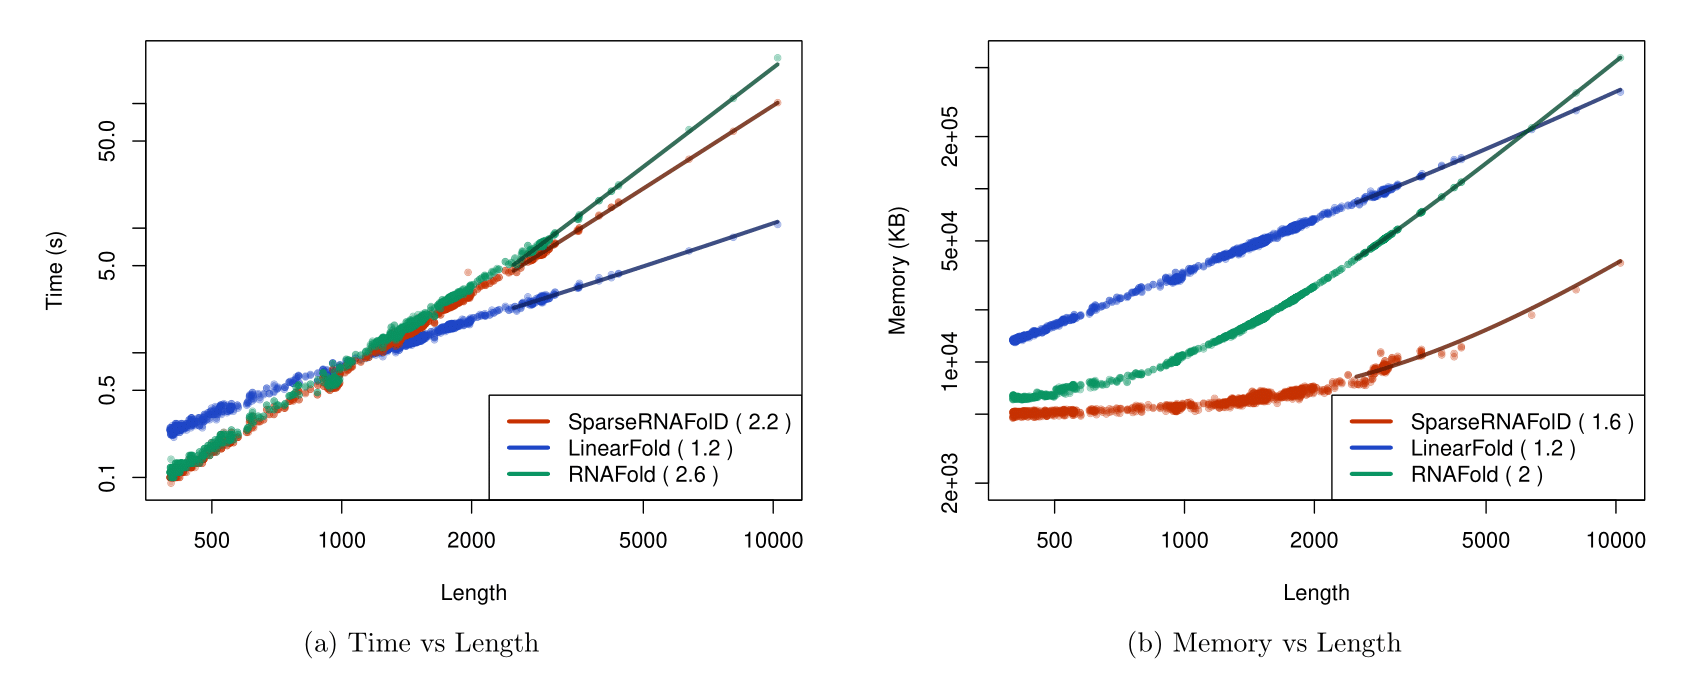 50.0
5.0
0.5
0.1
Time (s)
SparseRNAFolD ( 2.2 )
LinearFold ( 1.2 )
RNAFold ( 2.6 )
500 1000 2000 5000 10000
Length
(a) Time vs Length
2e+05
5e+04
1e+04
2e+03
Memory (KB)
SparseRNAFolD ( 1.6 )
LinearFold ( 1.2 )
RNAFold ( 2 )
500 1000 2000 5000 10000
Length
(b) Memory vs Length